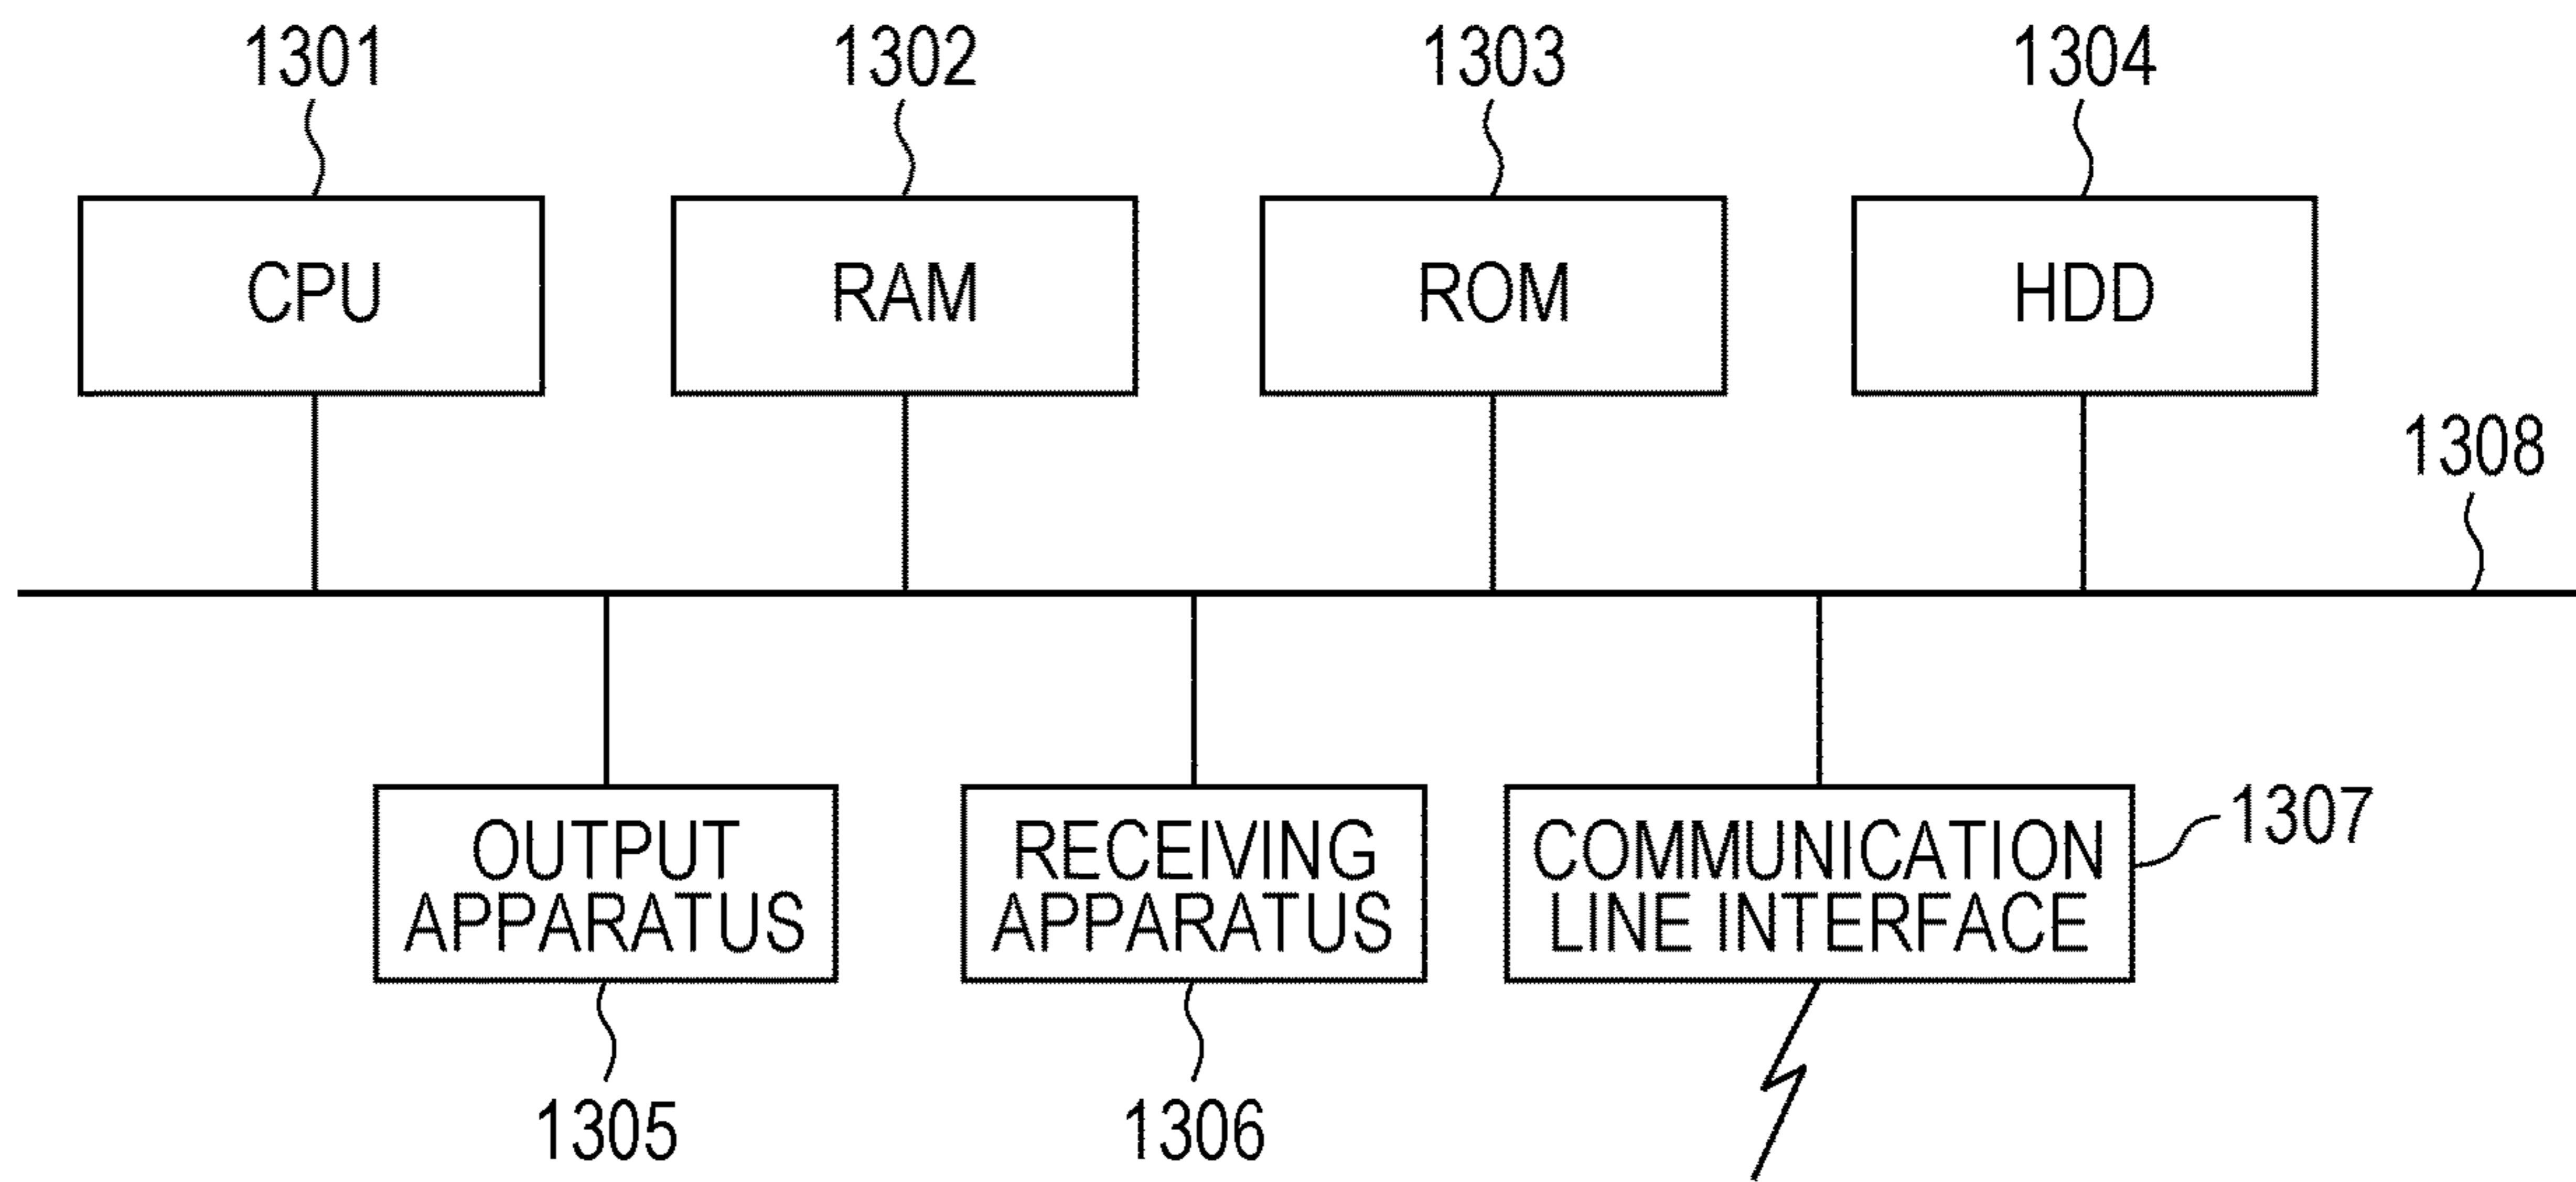 1301
1302
1303
1304
CPU
RAM
ROM
HDD
1308
OUTPUT
APPARATUS
RECEIVING
APPARATUS
COMMUNICATION
LINE INTERFACE
1307
1305
1306